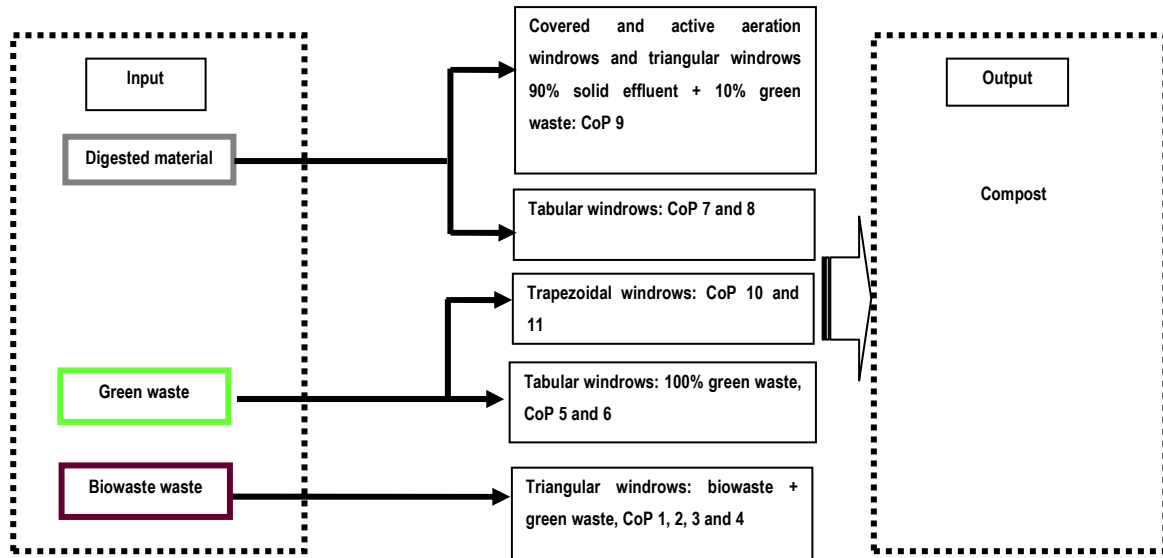 Input
Digested material
Green waste
Biowaste waste
Covered and active aeration
windrows and triangular windrows
90% solid effluent + 10% green
waste: CoP 9
Tabular windrows: CoP 7 and 8
Trapezoidal windrows: CoP 10 and
11
Tabular windrows: 100% green waste,
CoP 5 and 6
Triangular windrows: biowaste +
green waste, CoP 1, 2, 3 and 4
Output
Compost